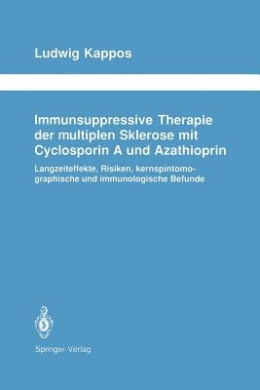 Ludwig Kappos
Immunsuppressive Therapie
der multiplen Sklerose mit
Cyclosporin A und Azathioprin
Langzeiteffekte, Risiken, kernspintomo-
graphische und immunologische Befunde
Springer-Verlag